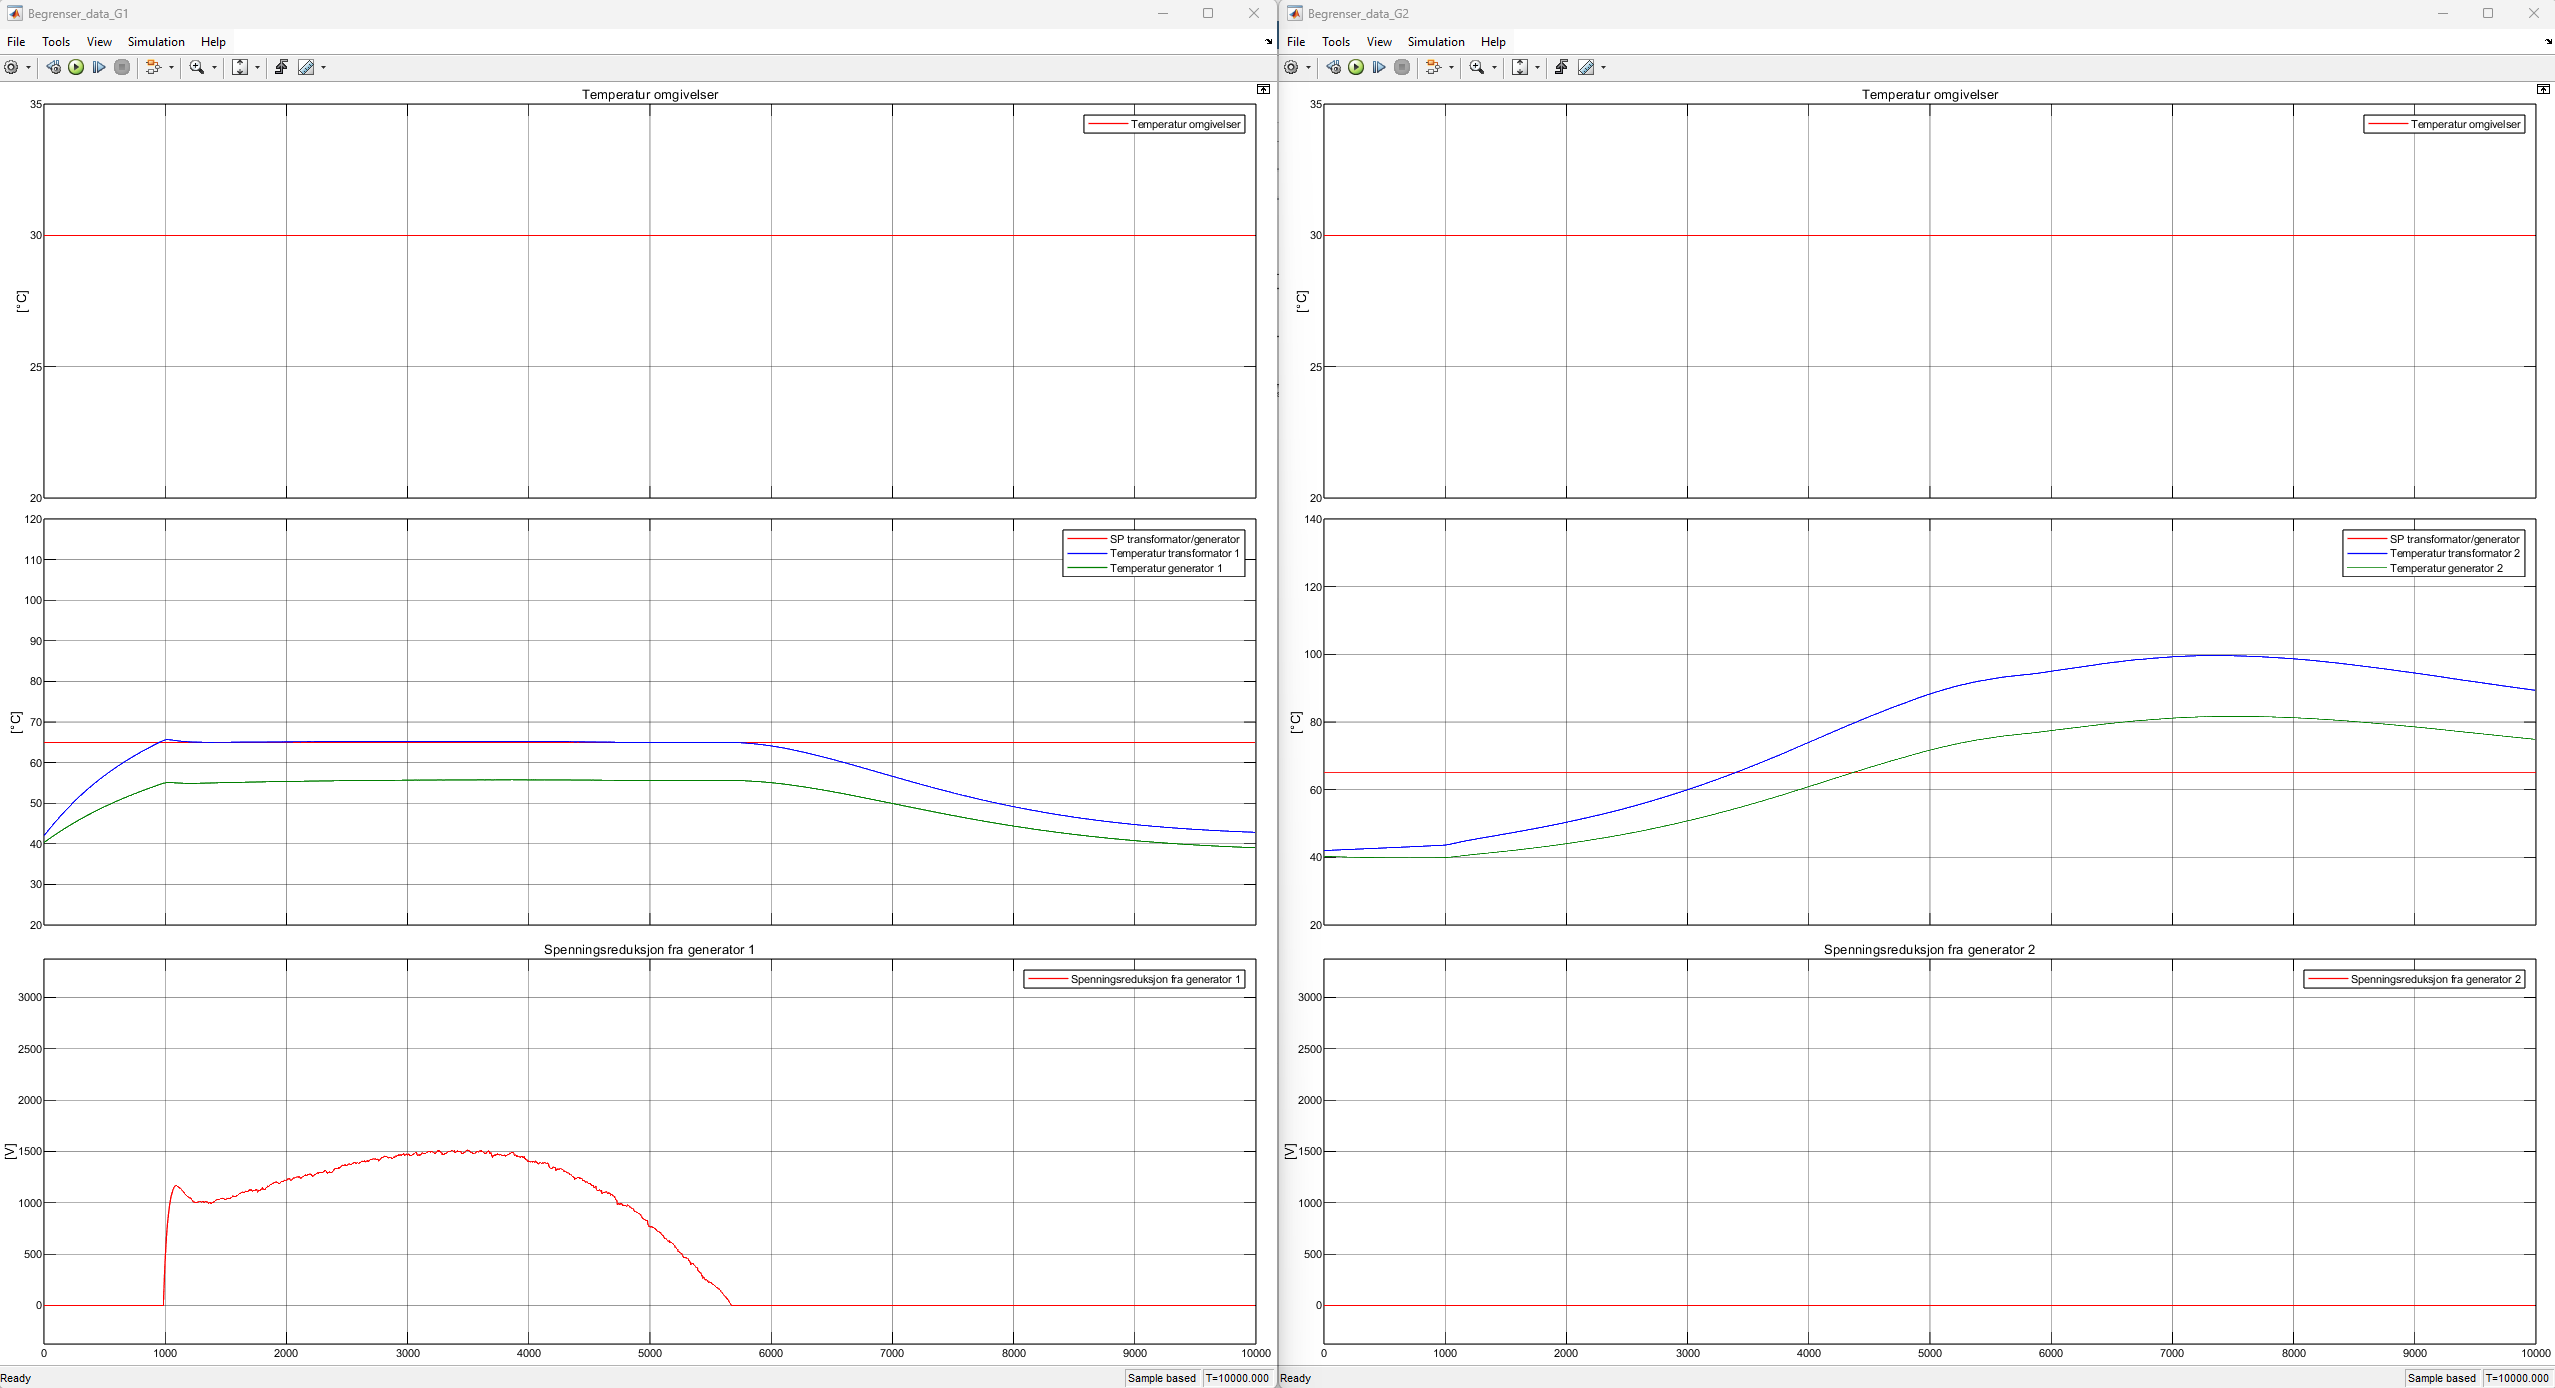 Begrenser_data_G1
File Tools View Simulation Help
Temperatur omgivelser
Temperatur omgivelser
35
30
25
20
[°C]
120
110
100
90
80
70
60
50
40
30
20
[°C]
SP transformator/generator
Temperatur transformator 1
Temperatur generator 1
Spenningsreduksjon fra generator 1
Spenningsreduksjon fra generator 1
3000
2500
2000
1500
1000
500
0
[V]
0 1000 2000 3000 4000 5000 6000 7000 8000 9000 10000
Ready Sample based T=10000.000
Begrenser_data_G2
File Tools View Simulation Help
Temperatur omgivelser
Temperatur omgivelser
35
30
25
20
[°C]
140
120
100
80
60
40
20
[°C]
SP transformator/generator
Temperatur transformator 2
Temperatur generator 2
Spenningsreduksjon fra generator 2
Spenningsreduksjon fra generator 2
3000
2500
2000
1500
1000
500
0
[V]
0 1000 2000 3000 4000 5000 6000 7000 8000 9000 10000
Ready Sample based T=10000.000